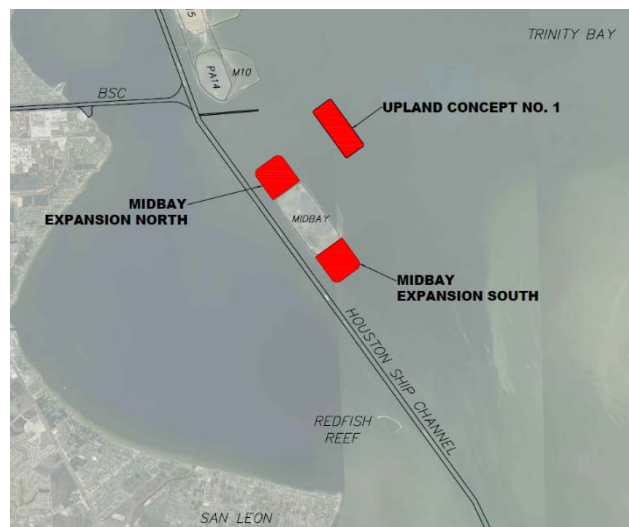 15
TRINITY BAY
PA14
M10
BSC
UPLAND CONCEPT NO. 1
MIDBAY
EXPANSION NORTH
MIDBAY
MIDBAY
EXPANSION SOUTH
HOUSTON SHIP CHANNEL
REDFISH
REEF
SAN LEON